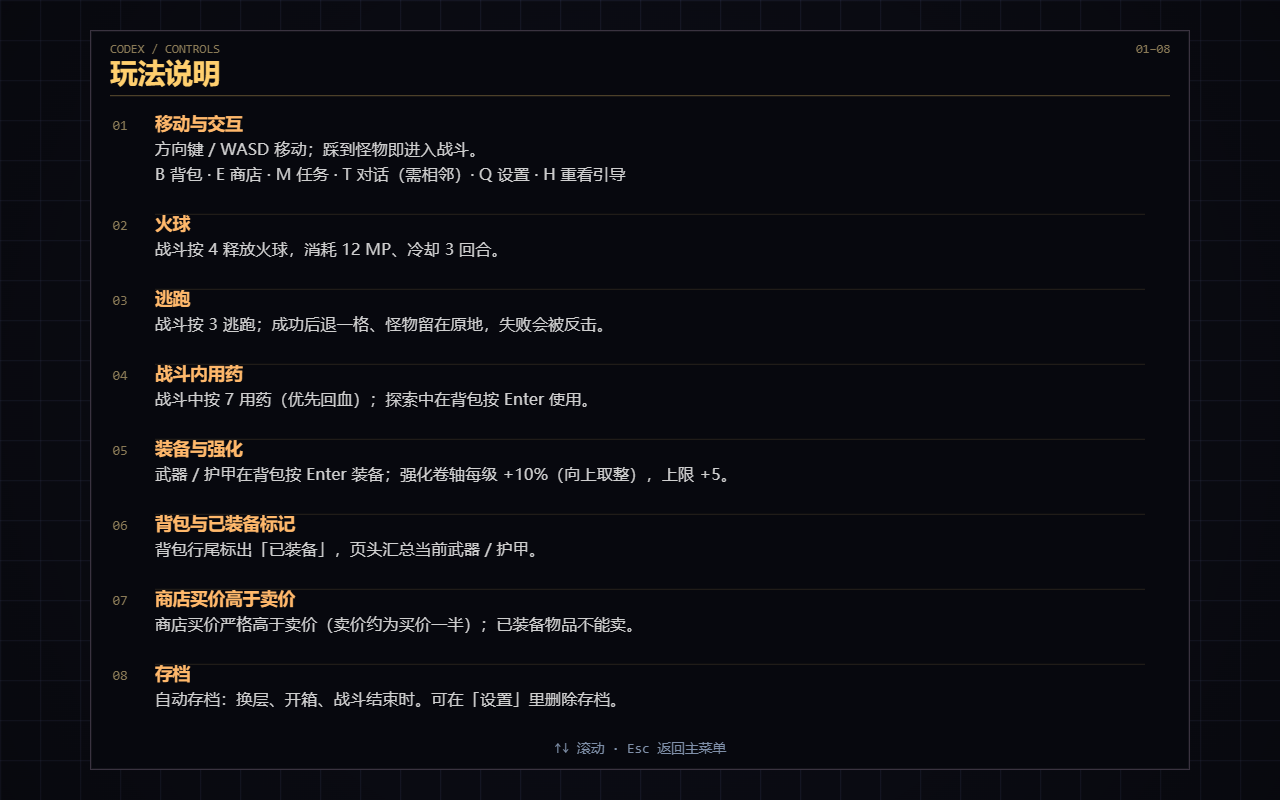 CODEX / CONTROLS
01–08
玩法说明
01
移动与交互
方向键 / WASD 移动；踩到怪物即进入战斗。
B 背包 · E 商店 · M 任务 · T 对话（需相邻）· Q 设置 · H 重看引导
02
火球
战斗按 4 释放火球，消耗 12 MP、冷却 3 回合。
03
逃跑
战斗按 3 逃跑；成功后退一格、怪物留在原地，失败会被反击。
04
战斗内用药
战斗中按 7 用药（优先回血）；探索中在背包按 Enter 使用。
05
装备与强化
武器 / 护甲在背包按 Enter 装备；强化卷轴每级 +10%（向上取整），上限 +5。
06
背包与已装备标记
背包行尾标出「已装备」，页头汇总当前武器 / 护甲。
07
商店买价高于卖价
商店买价严格高于卖价（卖价约为买价一半）；已装备物品不能卖。
08
存档
自动存档：换层、开箱、战斗结束时。可在「设置」里删除存档。
↑↓ 滚动 · Esc 返回主菜单